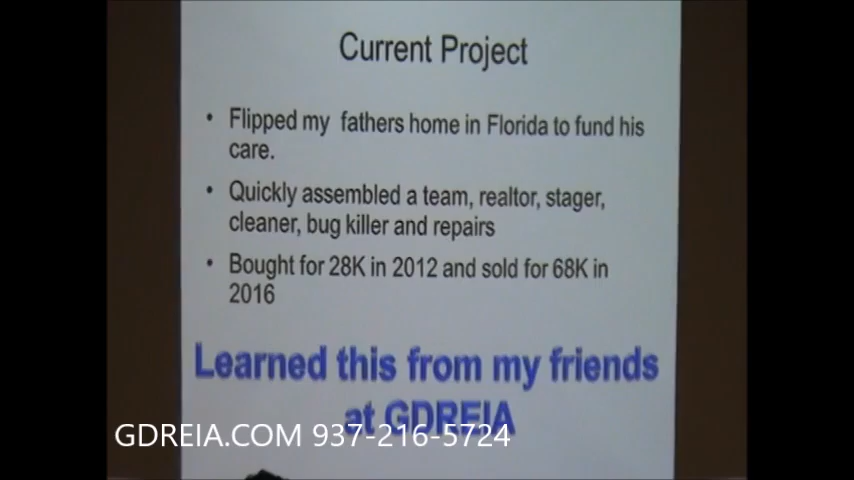 Current Project
• Flipped my fathers home in Florida to fund his
care.
• Quickly assembled a team, realtor, stager,
cleaner, bug killer and repairs
• Bought for 28K in 2012 and sold for 68K in
2016
Learned this from my friends
at GDREIA
GDREIA.COM 937-216-5724